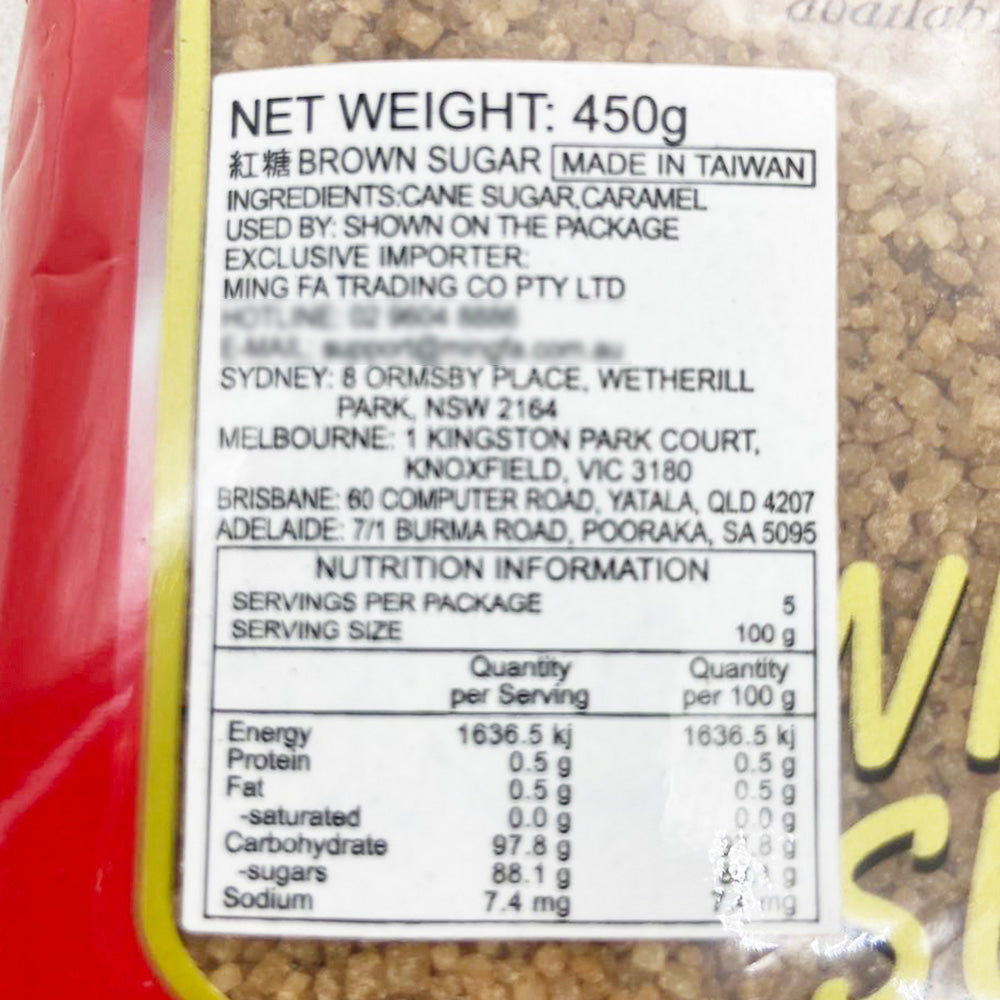 availab
NET WEIGHT: 450g
紅糖 BROWN SUGAR MADE IN TAIWAN
INGREDIENTS:CANE SUGAR,CARAMEL
USED BY: SHOWN ON THE PACKAGE
EXCLUSIVE IMPORTER:
MING FA TRADING CO PTY LTD
SYDNEY: 8 ORMSBY PLACE, WETHERILL
PARK, NSW 2164
MELBOURNE: 1 KINGSTON PARK COURT,
KNOXFIELD, VIC 3180
BRISBANE: 60 COMPUTER ROAD, YATALA, QLD 4207
ADELAIDE: 7/1 BURMA ROAD, POORAKA, SA 5095
NUTRITION INFORMATION
SERVINGS PER PACKAGE 5
SERVING SIZE 100 g
Quantity Quantity
per Serving per 100 g
Energy 1636.5 kj 1636.5 kj
Protein 0.5 g 0.5 g
Fat 0.5 g 0.5 g
-saturated 0.0 g 0.0 g
Carbohydrate 97.8 g
-sugars 88.1 g
Sodium 7.4 mg